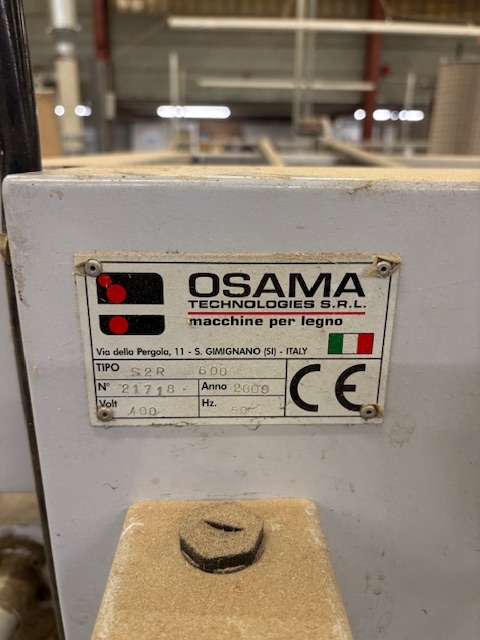 OSAMA
TECHNOLOGIES S.R.L.
macchine per legno
Via della Pergola, 11 - S. GIMIGNANO (SI) - ITALY
TIPO S2R 600
N° 21718- Anno 2000
Volt 400 Hz. 50
CE